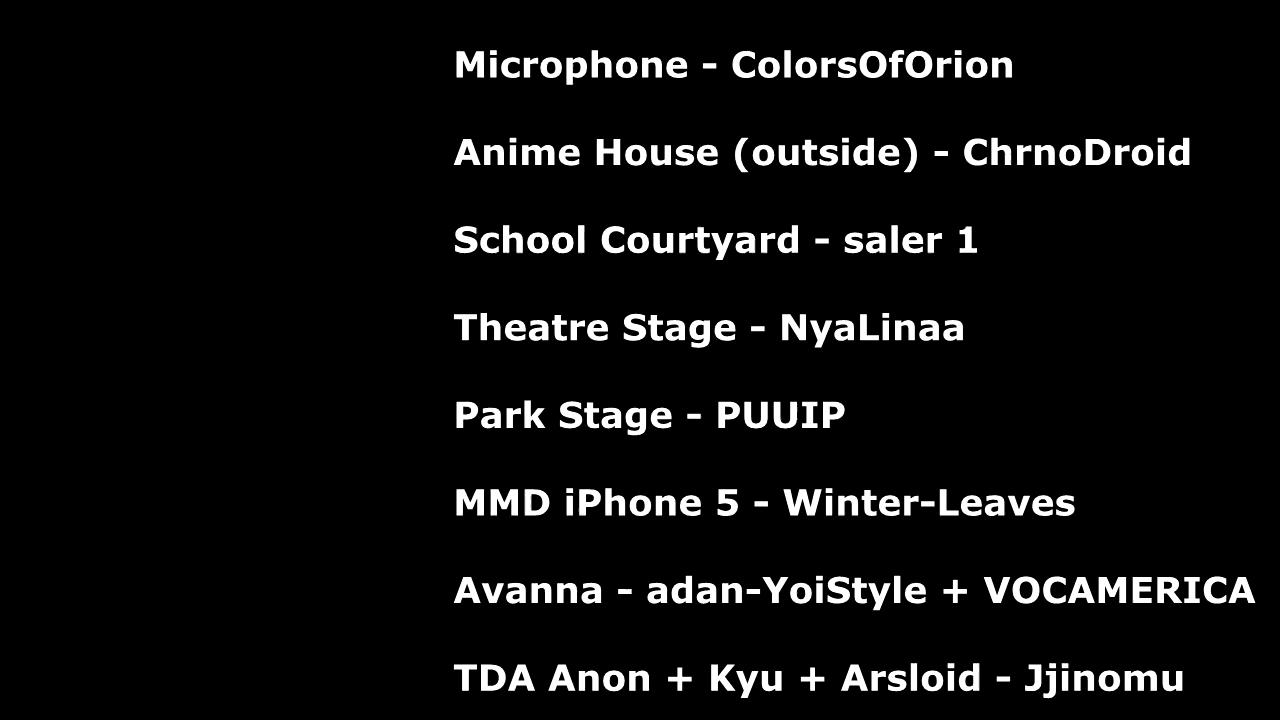 Microphone - ColorsOfOrion
Anime House (outside) - ChrnoDroid
School Courtyard - saler 1
Theatre Stage - NyaLinaa
Park Stage - PUUIP
MMD iPhone 5 - Winter-Leaves
Avanna - adan-YoiStyle + VOCAMERICA
TDA Anon + Kyu + Arsloid - Jjinomu